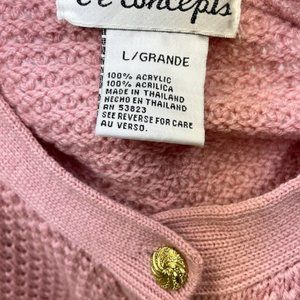 concepts
L/GRANDE
100% ACRYLIC
100% ACRILICA
MADE IN THAILAND
HECHO EN THAILAND
RN 53823
SEE REVERSE FOR CARE
AU VERSO.